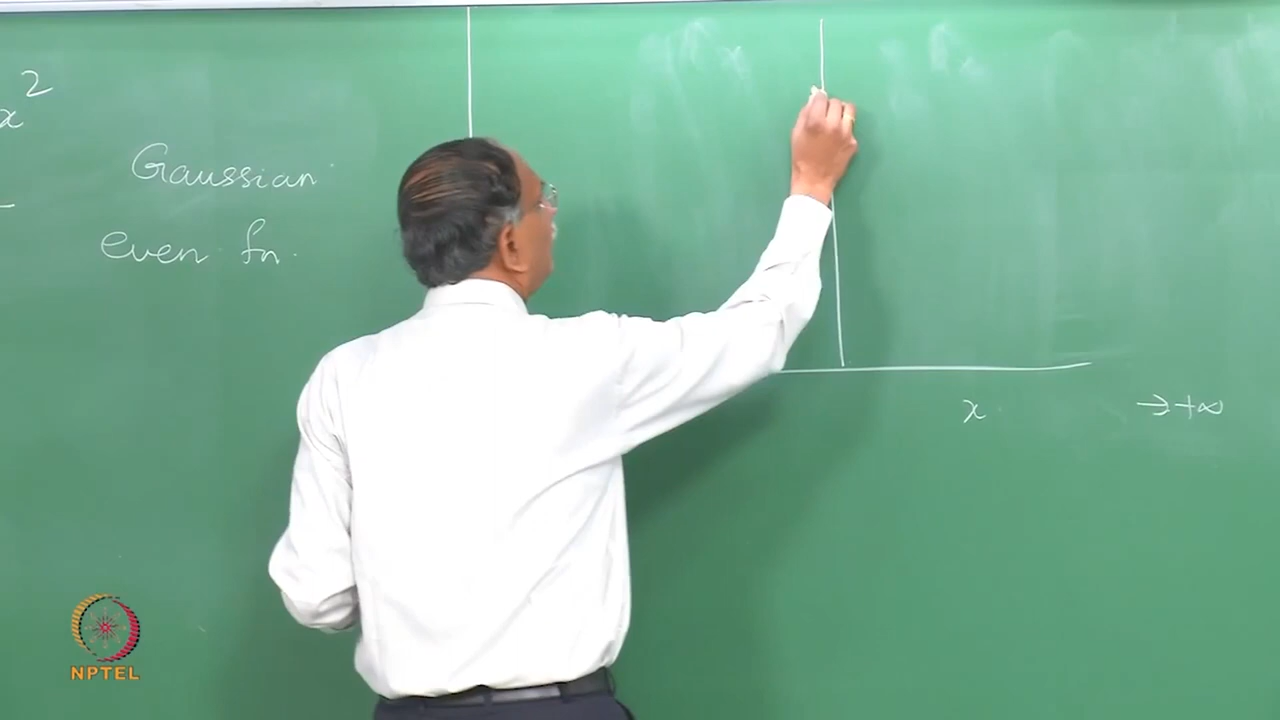 x²
Gaussian
even fn.
x → +∞
NPTEL